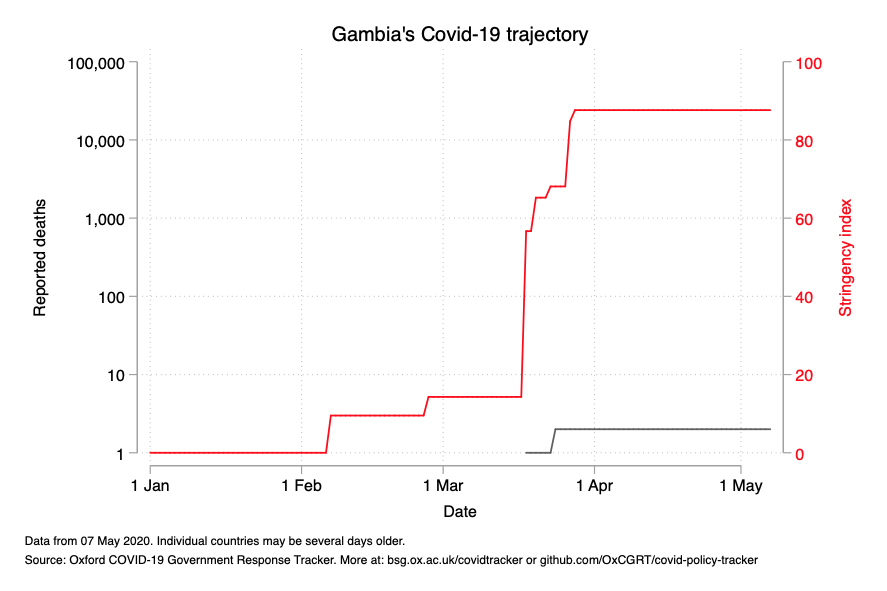 Gambia's Covid-19 trajectory
100,000
10,000
1,000
100
10
1
Reported deaths
100
80
60
40
20
0
Stringency index
1 Jan
1 Feb
1 Mar
1 Apr
1 May
Date
Data from 07 May 2020. Individual countries may be several days older.
Source: Oxford COVID-19 Government Response Tracker. More at: bsg.ox.ac.uk/covidtracker or github.com/OxCGRT/covid-policy-tracker